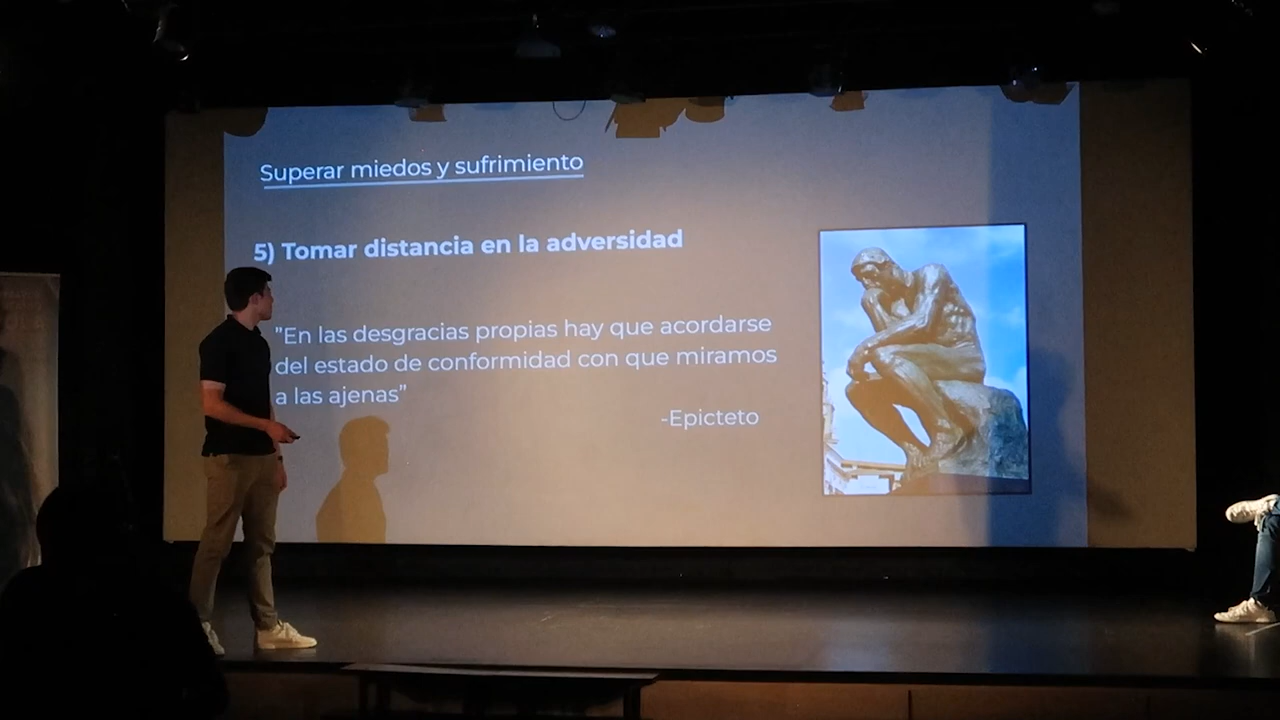 Superar miedos y sufrimiento
5) Tomar distancia en la adversidad
"En las desgracias propias hay que acordarse
del estado de conformidad con que miramos
a las ajenas"
-Epicteto